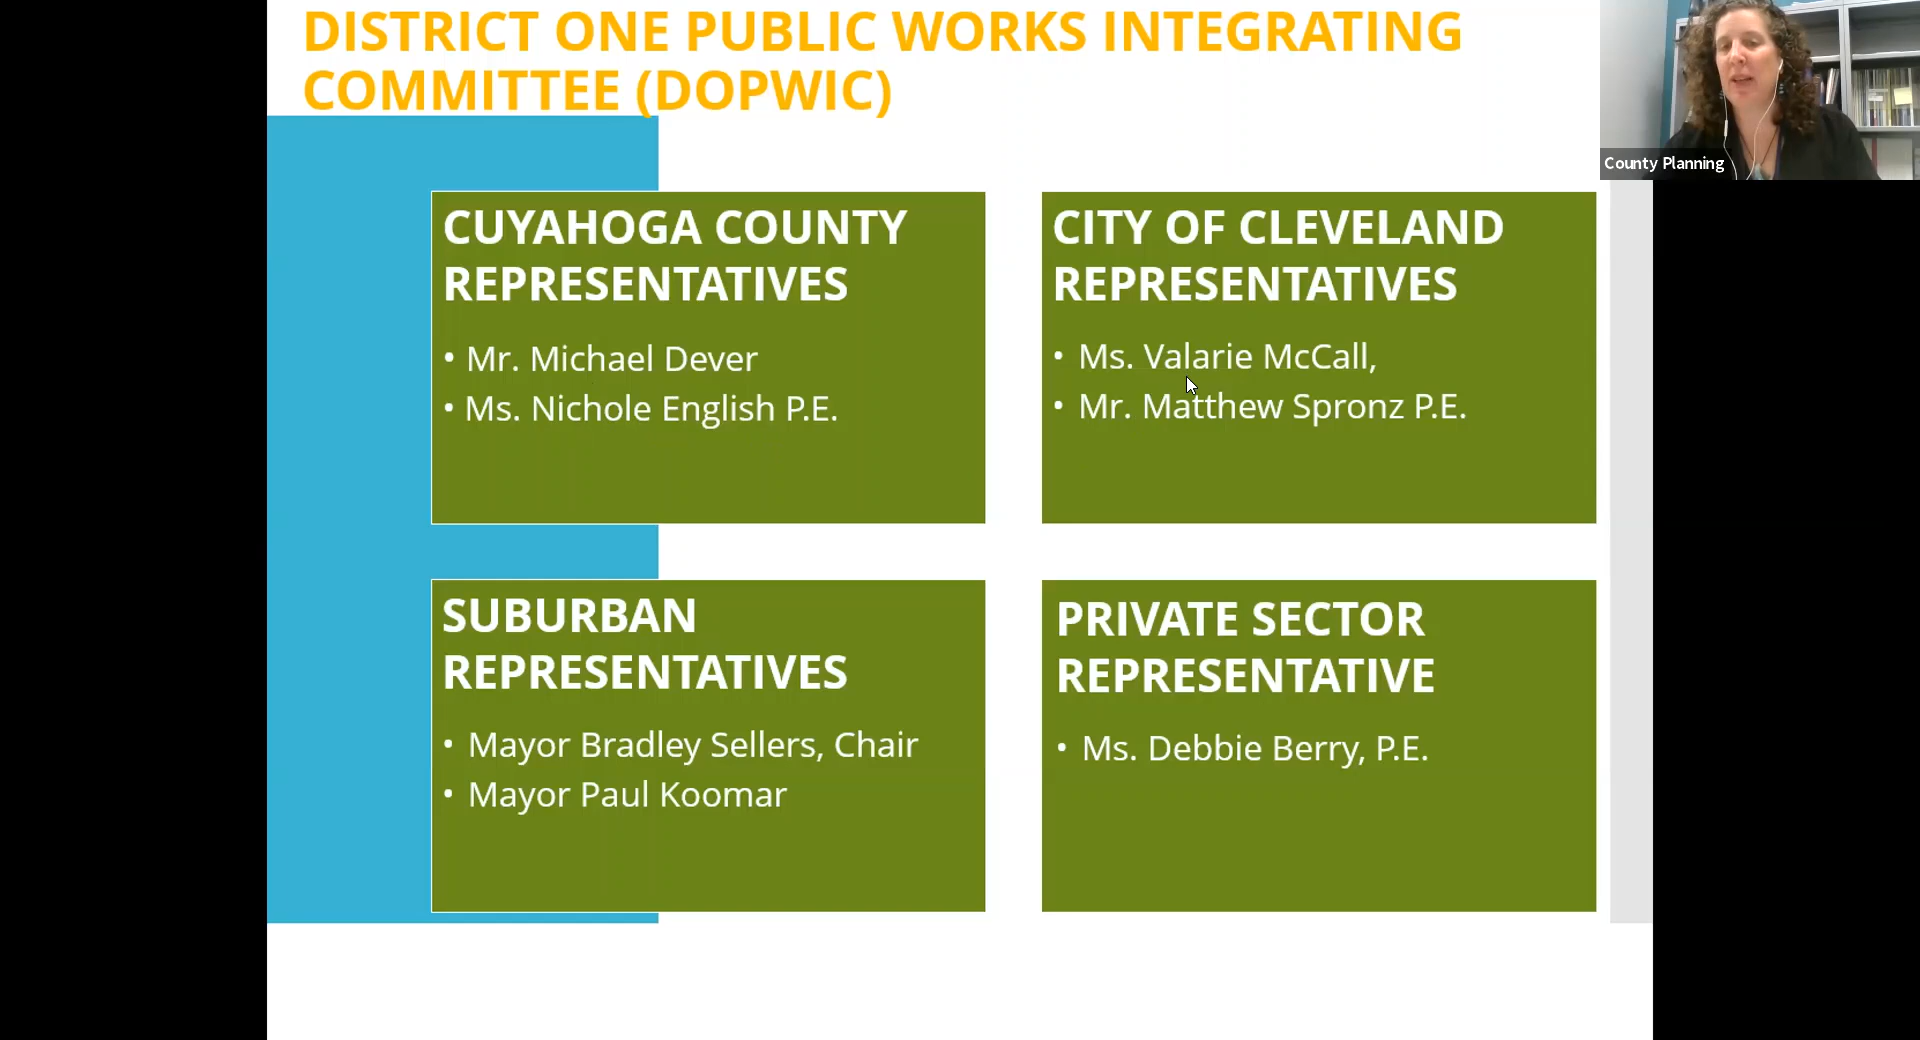 DISTRICT ONE PUBLIC WORKS INTEGRATING
COMMITTEE (DOPWIC)
County Planning
CUYAHOGA COUNTY
REPRESENTATIVES
• Mr. Michael Dever
• Ms. Nichole English P.E.
CITY OF CLEVELAND
REPRESENTATIVES
• Ms. Valarie McCall,
• Mr. Matthew Spronz P.E.
SUBURBAN
REPRESENTATIVES
• Mayor Bradley Sellers, Chair
• Mayor Paul Koomar
PRIVATE SECTOR
REPRESENTATIVE
• Ms. Debbie Berry, P.E.